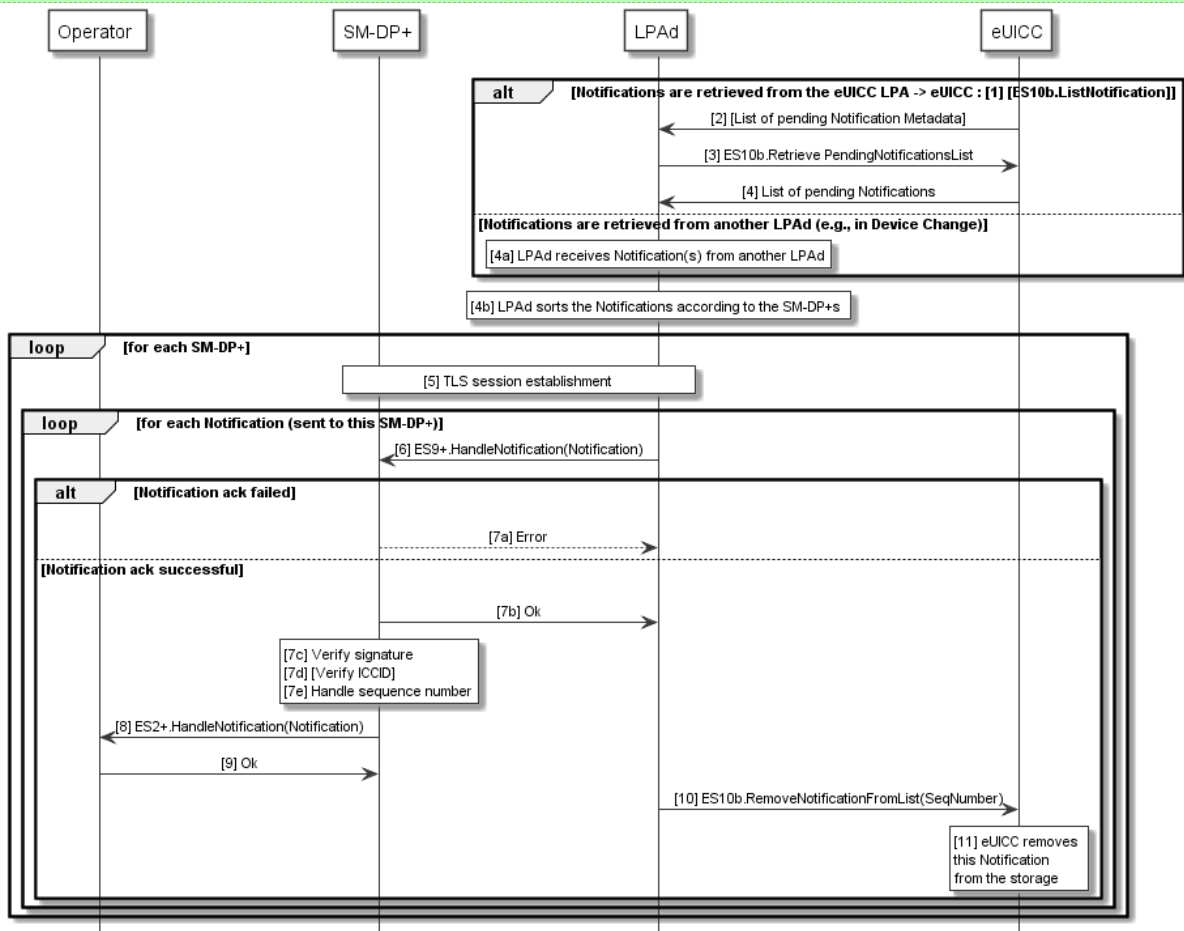 Operator
SM-DP+
LPAd
eUICC
alt
[Notifications are retrieved from the eUICC LPA -> eUICC : [1] [ES10b.ListNotification]]
[2] [List of pending Notification Metadata]
[3] ES10b.Retrieve PendingNotificationsList
[4] List of pending Notifications
[Notifications are retrieved from another LPAd (e.g., in Device Change)]
[4a] LPAd receives Notification(s) from another LPAd
[4b] LPAd sorts the Notifications according to the SM-DP+s
loop
[for each SM-DP+]
[5] TLS session establishment
loop
[for each Notification (sent to this SM-DP+)]
[6] ES9+.HandleNotification(Notification)
alt
[Notification ack failed]
[7a] Error
[Notification ack successful]
[7b] Ok
[7c] Verify signature
[7d] [Verify ICCID]
[7e] Handle sequence number
[8] ES2+.HandleNotification(Notification)
[9] Ok
[10] ES10b.RemoveNotificationFromList(SeqNumber)
[11] eUICC removes
this Notification
from the storage